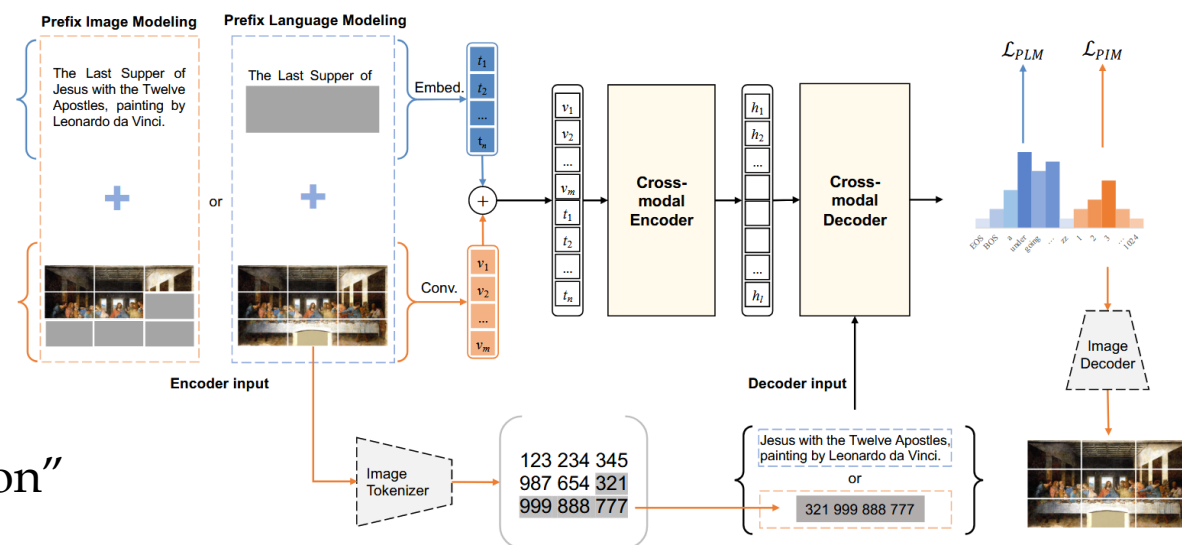 Prefix Image Modeling
Prefix Language Modeling
The Last Supper of
Jesus with the Twelve
Apostles, painting by
Leonardo da Vinci.
+
or
The Last Supper of
+
Embed.
Conv.
t1
t2
...
tn
+
v1
v2
...
vm
v1
v2
...
vm
t1
t2
...
tn
Cross-
modal
Encoder
h1
h2
...
...
hl
Cross-
modal
Decoder
ℒPLM
ℒPIM
EOS
BOS
a
under
going
...
zz
1
2
3
...
1024
Image
Decoder
Encoder input
Decoder input
on”
Image
Tokenizer
123 234 345
987 654 321
999 888 777
Jesus with the Twelve Apostles,
painting by Leonardo da Vinci.
or
321 999 888 777